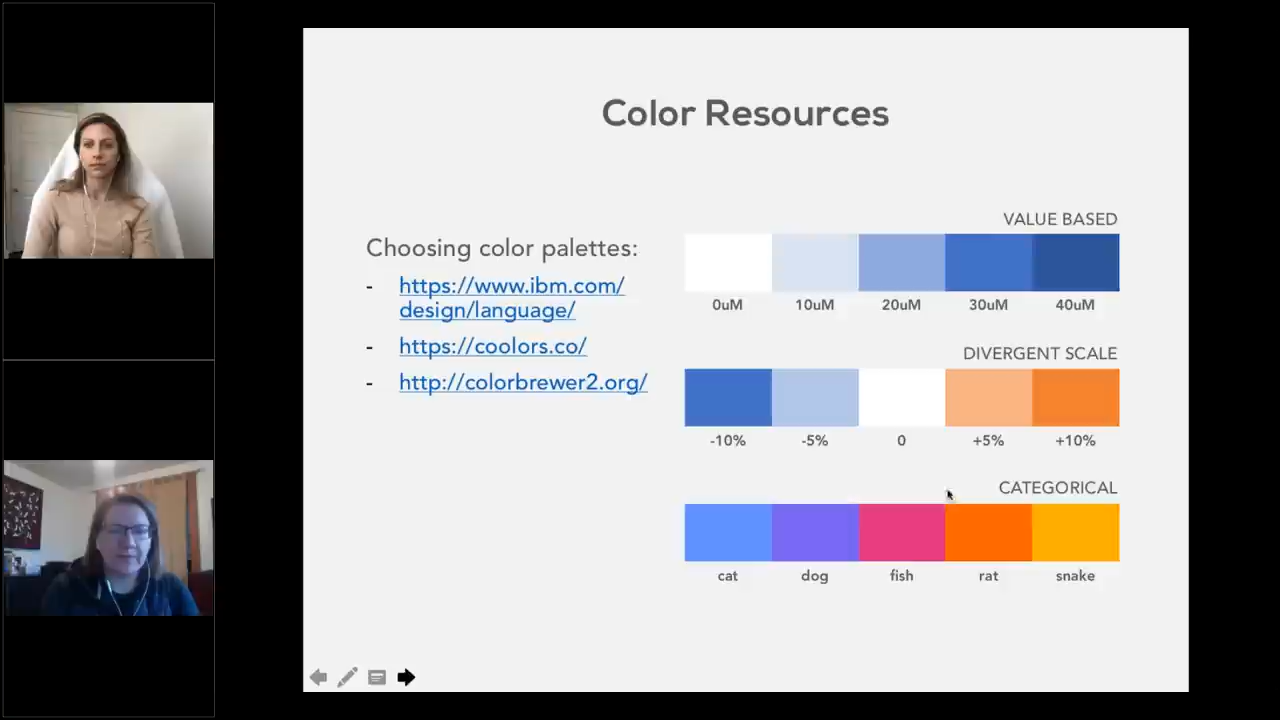 Color Resources
Choosing color palettes:
- https://www.ibm.com/
design/language/
- https://coolors.co/
- http://colorbrewer2.org/
VALUE BASED
0uM 10uM 20uM 30uM 40uM
DIVERGENT SCALE
-10% -5% 0 +5% +10%
CATEGORICAL
cat dog fish rat snake